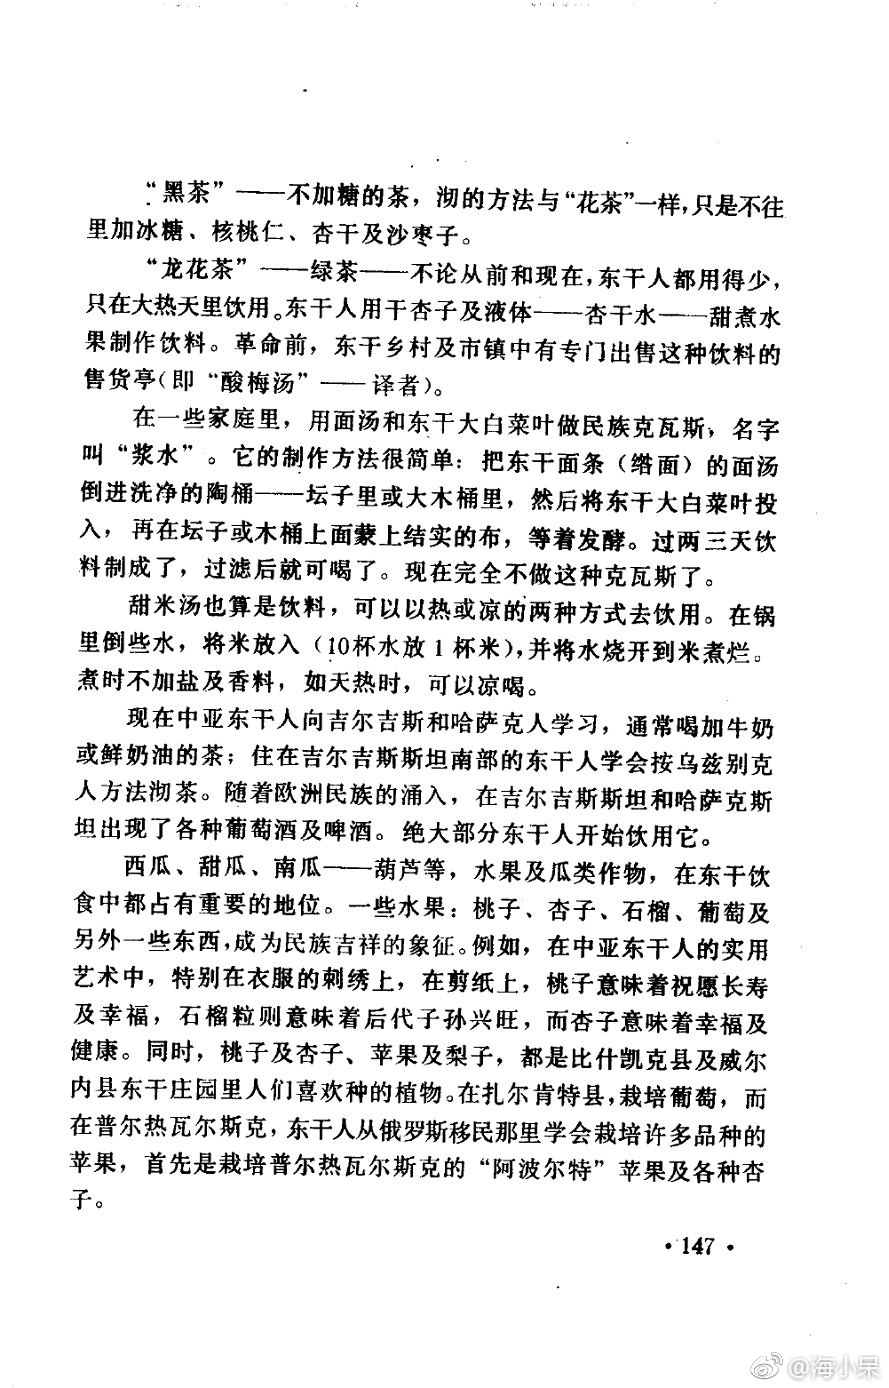 “黑茶”——不加糖的茶，沏的方法与“花茶”一样，只是不往
里加冰糖、核桃仁、杏干及沙枣子。
“龙花茶”——绿茶——不论从前和现在，东干人都用得少，
只在大热天里饮用。东干人用干杏子及液体——杏干水——甜煮水
果制作饮料。革命前，东干乡村及市镇中有专门出售这种饮料的
售货亭（即“酸梅汤”——译者）。
在一些家庭里，用面汤和东干大白菜叶做民族克瓦斯，名字
叫“浆水”。它的制作方法很简单：把东干面条（绺面）的面汤
倒进洗净的陶桶——坛子里或大木桶里，然后将东干大白菜叶投
入，再在坛子或木桶上面蒙上结实的布，等着发酵。过两三天饮
料制成了，过滤后就可喝了。现在完全不做这种克瓦斯了。
甜米汤也算是饮料，可以以热或凉的两种方式去饮用。在锅
里倒些水，将米放入（10杯水放1杯米），并将水烧开到米煮烂。
煮时不加盐及香料，如天热时，可以凉喝。
现在中亚东干人向吉尔吉斯和哈萨克人学习，通常喝加牛奶
或鲜奶油的茶；住在吉尔吉斯斯坦南部的东干人学会按乌兹别克
人方法沏茶。随着欧洲民族的涌入，在吉尔吉斯斯坦和哈萨克斯
坦出现了各种葡萄酒及啤酒。绝大部分东干人开始饮用它。
西瓜、甜瓜、南瓜——葫芦等，水果及瓜类作物，在东干饮
食中都占有重要的地位。一些水果：桃子、杏子、石榴、葡萄及
另外一些东西，成为民族吉祥的象征。例如，在中亚东干人的实用
艺术中，特别在衣服的刺绣上，在剪纸上，桃子意味着祝愿长寿
及幸福，石榴粒则意味着后代子孙兴旺，而杏子意味着幸福及
健康。同时，桃子及杏子、苹果及梨子，都是比什凯克县及威尔
内县东干庄园里人们喜欢种的植物。在扎尔肯特县，栽培葡萄，而
在普尔热瓦尔斯克，东干人从俄罗斯移民那里学会栽培许多品种的
苹果，首先是栽培普尔热瓦尔斯克的“阿波尔特”苹果及各种杏
子。
·147·
@海小呆